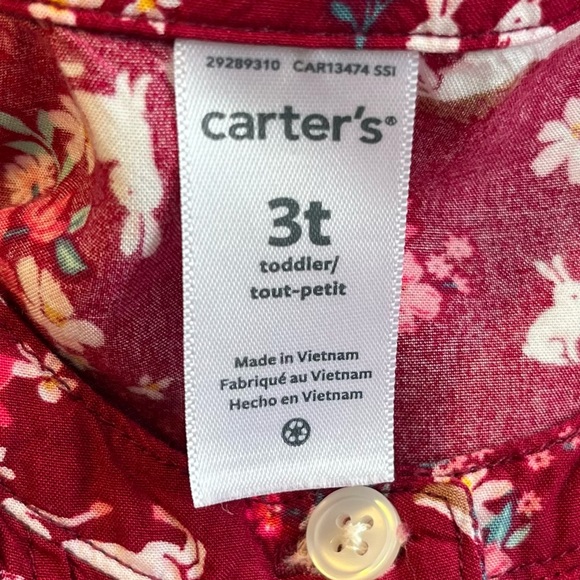 29289310 CAR13474 SSI
carter's®
3t
toddler/
tout-petit
Made in Vietnam
Fabriqué au Vietnam
Hecho en Vietnam